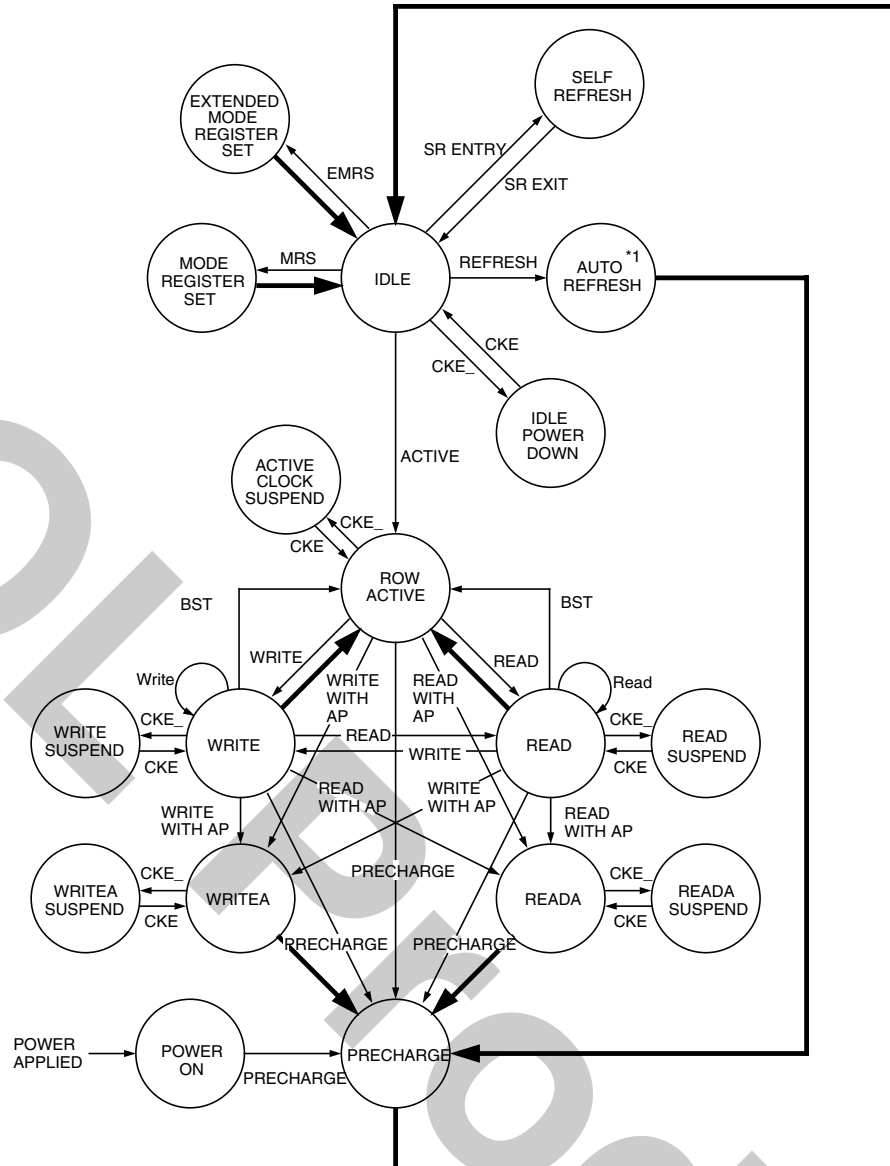 SELF
REFRESH
EXTENDED
MODE
REGISTER
SET
SR ENTRY
EMRS
SR EXIT
MRS
MODE
REGISTER
SET
IDLE
REFRESH
AUTO *1
REFRESH
CKE
CKE_
IDLE
POWER
DOWN
ACTIVE
ACTIVE
CLOCK
SUSPEND
CKE_
CKE
ROW
ACTIVE
BST
BST
WRITE
READ
Write
WRITE
WITH
AP
READ
WITH
AP
Read
WRITE
SUSPEND
CKE_
CKE
WRITE
READ
WRITE
READ
CKE_
CKE
READ
SUSPEND
WRITE
WITH AP
READ
WITH AP
WRITE
WITH AP
READ
WITH AP
WRITEA
SUSPEND
CKE_
CKE
WRITEA
PRECHARGE
READA
CKE_
CKE
READA
SUSPEND
PRECHARGE
PRECHARGE
POWER
APPLIED
POWER
ON
PRECHARGE
PRECHARGE
OL Pro